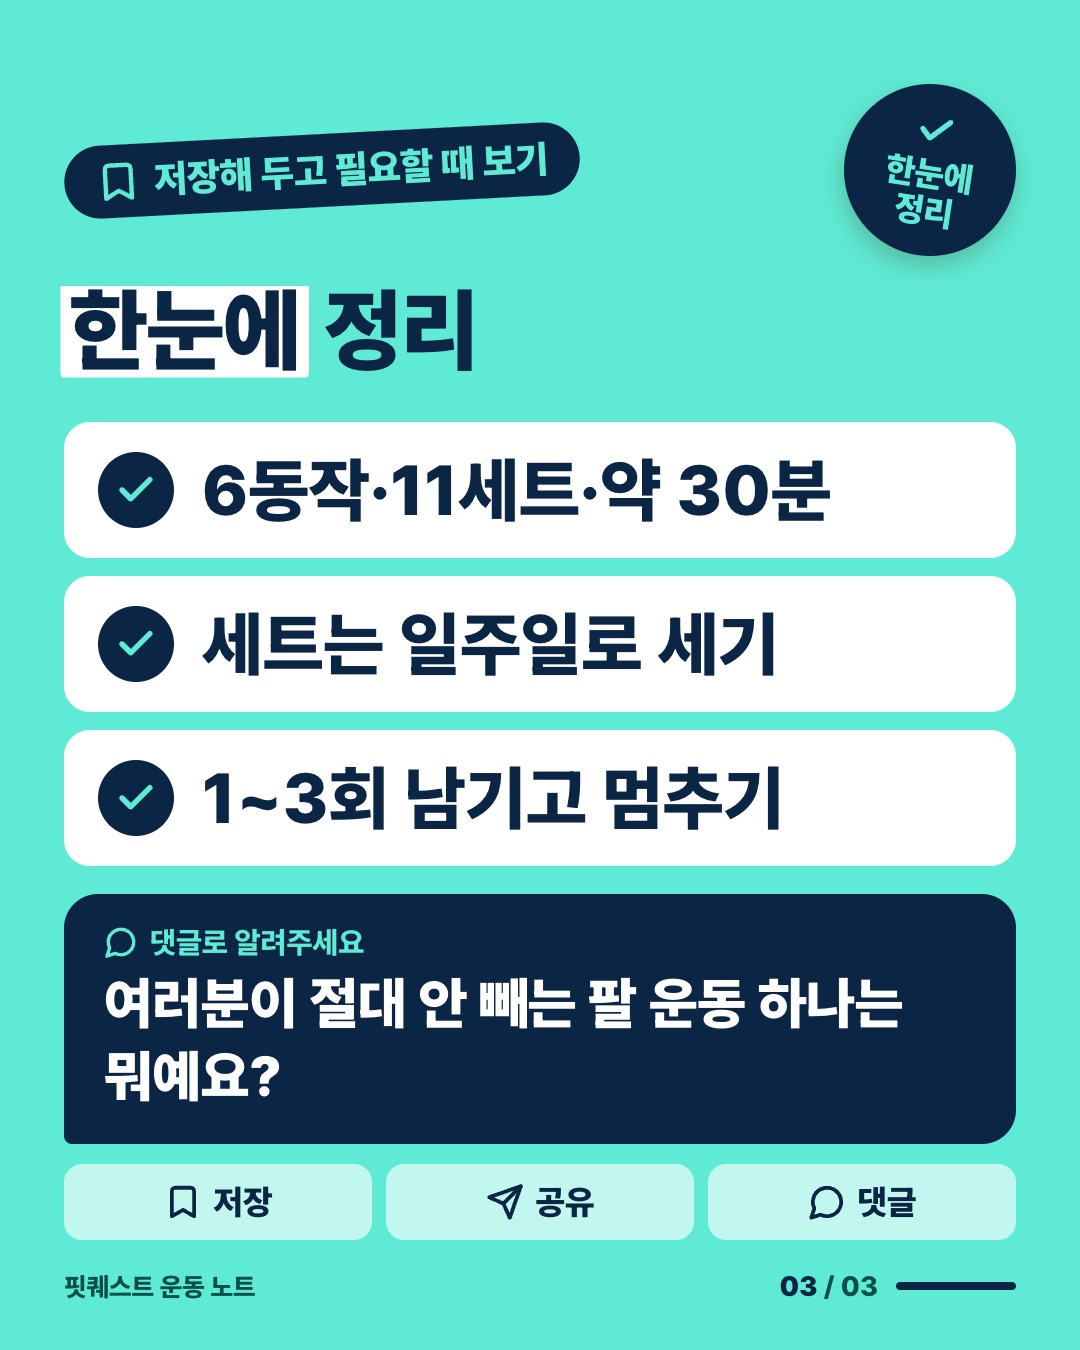 저장해 두고 필요할 때 보기
한눈에
정리
한눈에 정리
6동작·11세트·약 30분
세트는 일주일로 세기
1~3회 남기고 멈추기
댓글로 알려주세요
여러분이 절대 안 빼는 팔 운동 하나는
뭐예요?
저장
공유
댓글
핏퀘스트 운동 노트
03 / 03